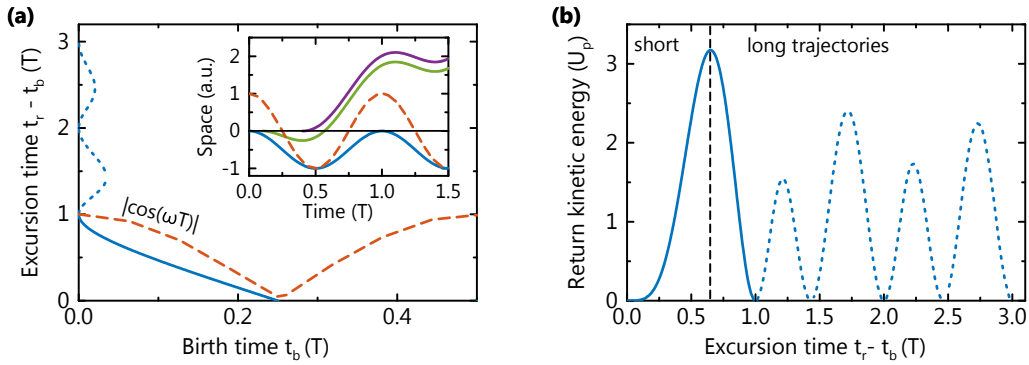 (a)
Excursion time t_r - t_b (T)
3
2
1
0
0.0
0.2
0.4
Birth time t_b (T)
|cos(ωT)|
Space (a.u.)
2
1
0
-1
0.0
0.5
1.0
1.5
Time (T)
(b)
short
long trajectories
Return kinetic energy (U_p)
3
2
1
0
0.0
0.5
1.0
1.5
2.0
2.5
3.0
Excursion time t_r- t_b (T)